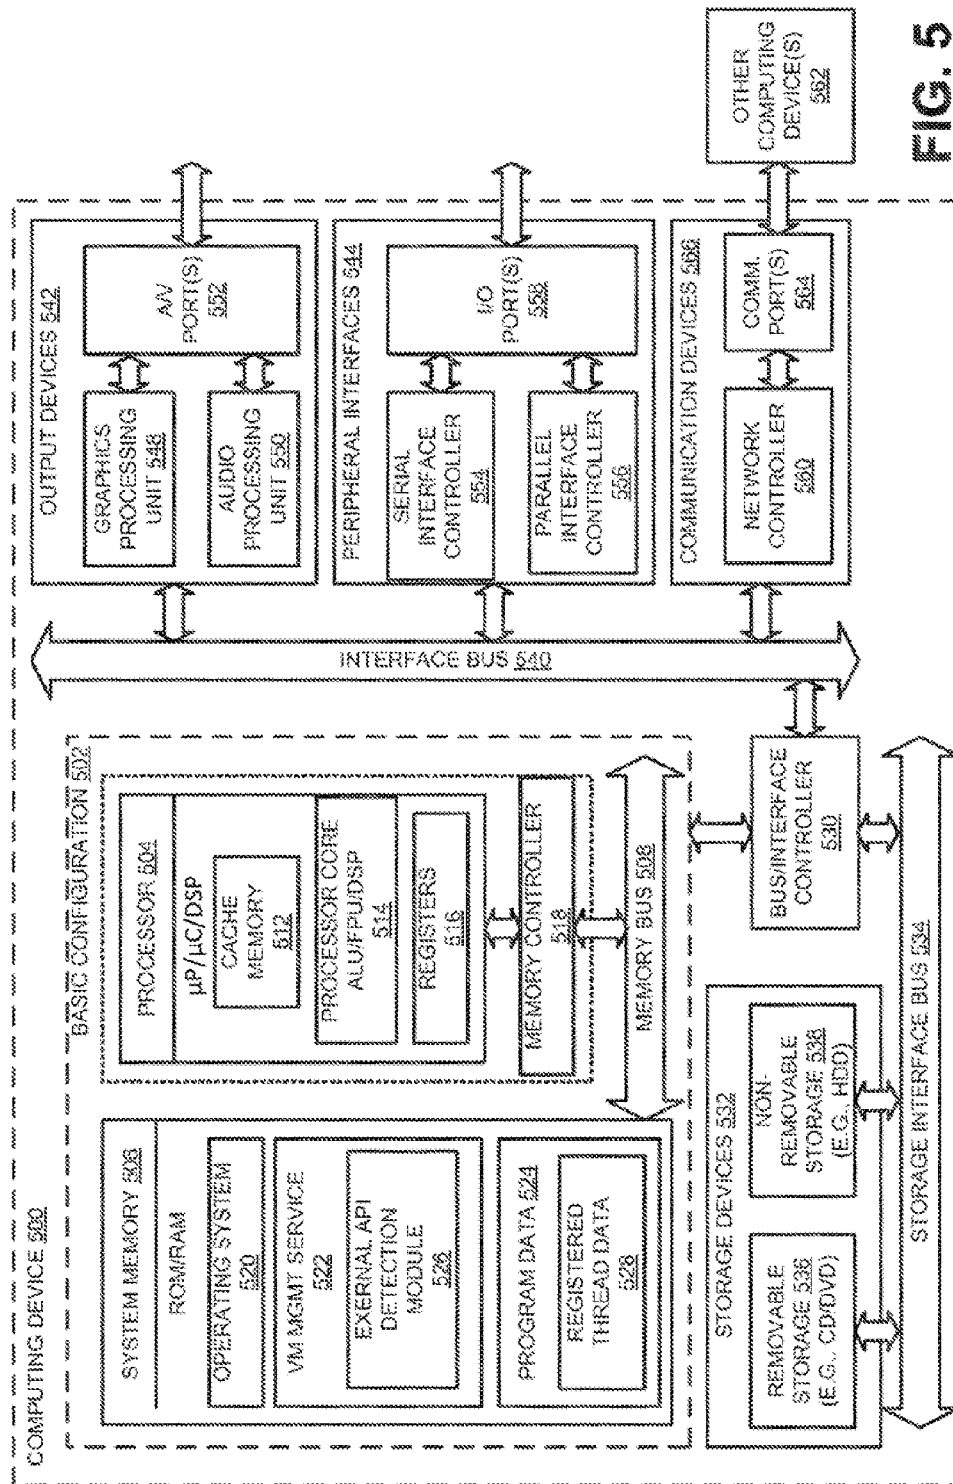 COMPUTING DEVICE 500
BASIC CONFIGURATION 502
SYSTEM MEMORY 506
ROM/RAM
OPERATING SYSTEM
520
VM MGMT SERVICE
522
EXERNAL API
DETECTION
MODULE
526
PROGRAM DATA 524
REGISTERED
THREAD DATA
528
PROCESSOR 504
µP/µC/DSP
CACHE
MEMORY
512
PROCESSOR CORE
ALU/FPU/DSP
514
REGISTERS
516
MEMORY CONTROLLER
518
MEMORY BUS 508
STORAGE DEVICES 532
REMOVABLE
STORAGE 536
(E.G., CD/DVD)
NON-
REMOVABLE
STORAGE 538
(E.G., HDD)
BUS/INTERFACE
CONTROLLER
530
STORAGE INTERFACE BUS 534
INTERFACE BUS 540
OUTPUT DEVICES 542
GRAPHICS
PROCESSING
UNIT 548
AUDIO
PROCESSING
UNIT 550
A/V
PORT(S)
552
PERIPHERAL INTERFACES 544
SERIAL
INTERFACE
CONTROLLER
554
PARALLEL
INTERFACE
CONTROLLER
556
I/O
PORT(S)
558
COMMUNICATION DEVICES 566
NETWORK
CONTROLLER
560
COMM.
PORT(S)
564
OTHER
COMPUTING
DEVICE(S)
562
FIG. 5